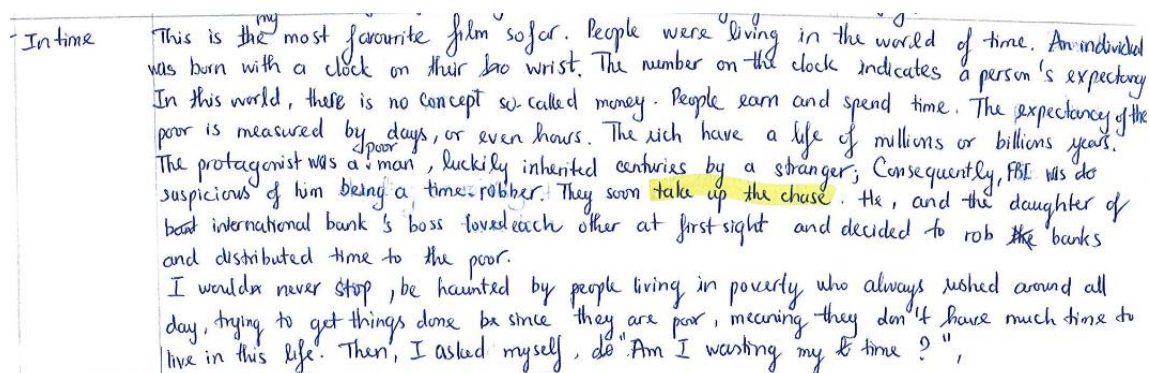 In time This is the my most favourite film so far. People were living in the world of time. An individual
was born with a clock on their wrist. The number on the clock indicates a person's expectancy
In this world, there is no concept so-called money. People earn and spend time. The expectancy of the
poor is measured by days, or even hours. The rich have a life of millions or billions years.
The protagonist was a poor man, luckily inherited centuries by a stranger; Consequently, FBI was do
suspicious of him being a time-robber. They soon take up the chase. He, and the daughter of
international bank's boss loved each other at first sight and decided to rob the banks
and distributed time to the poor.
I would never stop, be haunted by people living in poverty who always rushed around all
day, trying to get things done since they are poor, meaning they don't have much time to
live in this life. Then, I asked myself, do "Am I wasting my time?",